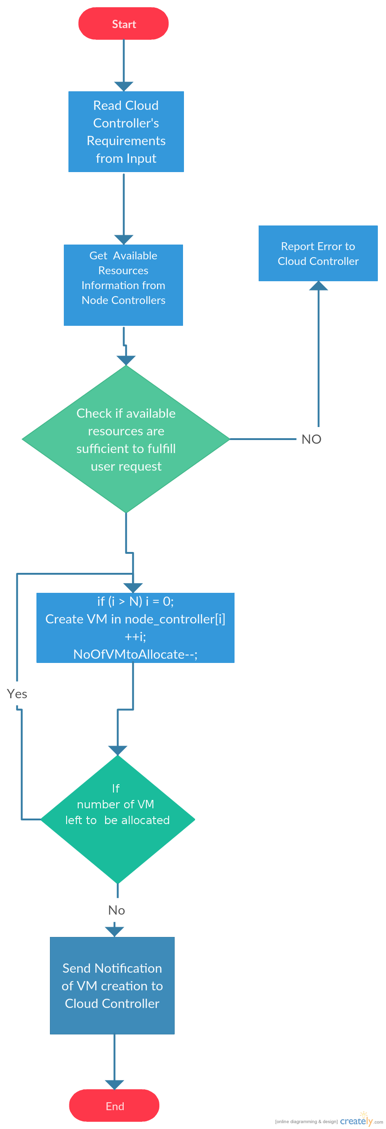 Start
Read Cloud
Controller's
Requirements
from Input
Get Available
Resources
Information from
Node Controllers
Report Error to
Cloud Controller
Check if available
resources are
sufficient to fulfill
user request
NO
if (i > N) i = 0;
Create VM in node_controller[i]
++i;
NoOfVMtoAllocate--;
Yes
If
number of VM
left to be allocated
No
Send Notification
of VM creation to
Cloud Controller
End
[online diagramming & design] creately.com